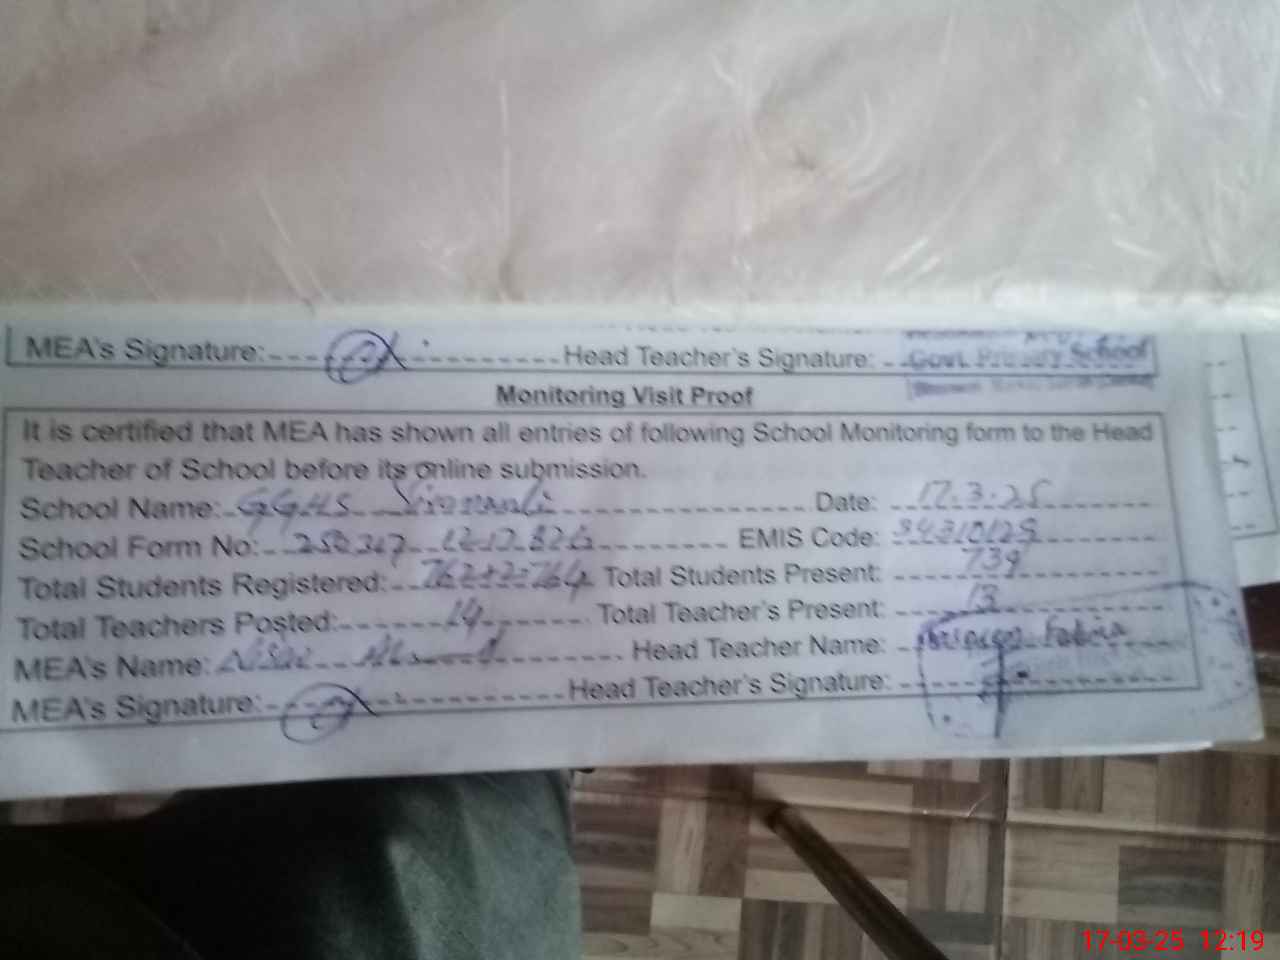 MEA's Signature: Head Teacher's Signature:
Govt. Primary School
Monitoring Visit Proof
It is certified that MEA has shown all entries of following School Monitoring form to the Head
Teacher of School before its online submission.
School Name: GGHS Date: 17.3.25
School Form No: EMIS Code:
Total Students Registered: 762+2=764 Total Students Present: 739
Total Teachers Posted: 14 Total Teacher's Present: 13
MEA's Name: Head Teacher Name:
MEA's Signature: Head Teacher's Signature:
17-03-25 12:19